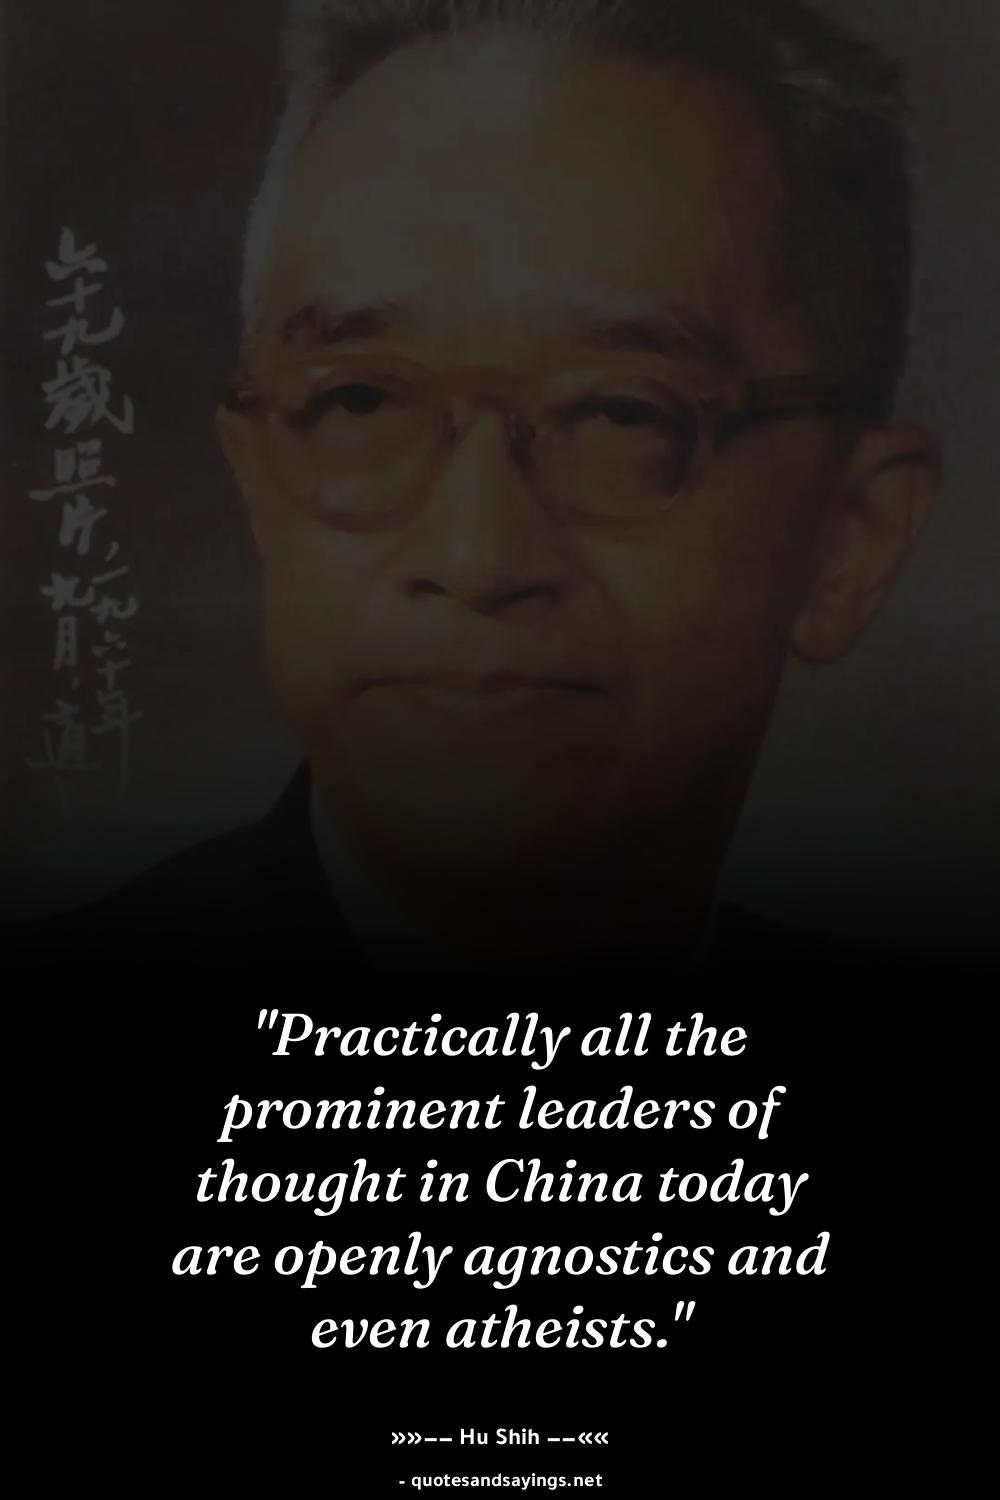 六十九歲照片，
一九六十年
九月，適
"Practically all the
prominent leaders of
thought in China today
are openly agnostics and
even atheists."
»»−− Hu Shih −−««
- quotesandsayings.net